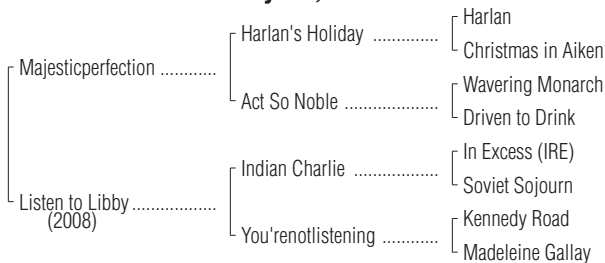 Harlan
Harlan's Holiday ..............
Christmas in Aiken
Majesticperfection ............
Wavering Monarch
Act So Noble ....................
Driven to Drink
In Excess (IRE)
Indian Charlie ..................
Soviet Sojourn
Listen to Libby ..................
(2008)
Kennedy Road
You'renotlistening ............
Madeleine Gallay